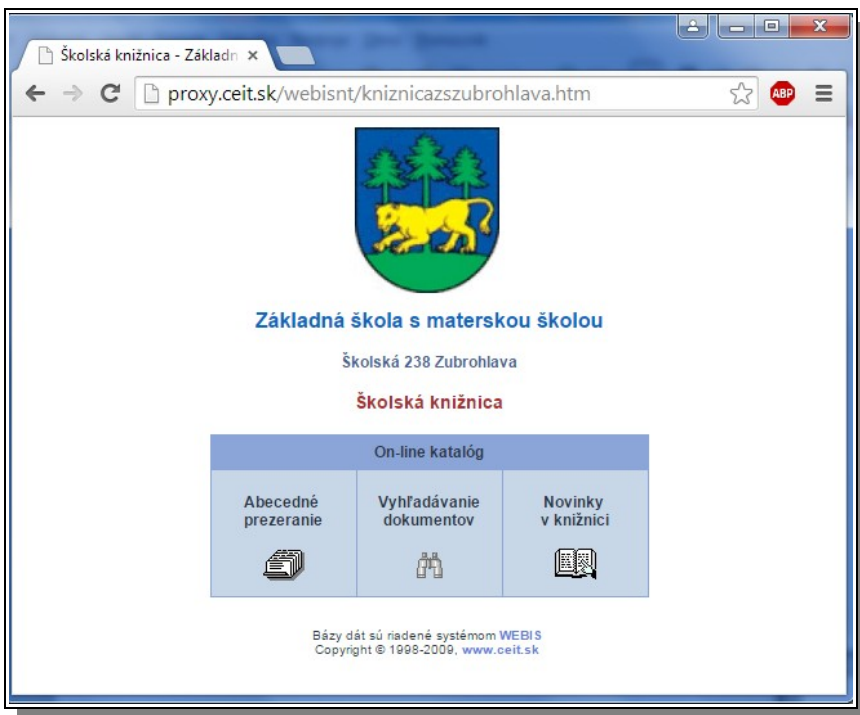 Školská knižnica - Základn
proxy.ceit.sk/webisnt/kniznicazszubrohlava.htm
ABP
Základná škola s materskou školou
Školská 238 Zubrohlava
Školská knižnica
On-line katalóg
Abecedné
prezeranie
Vyhľadávanie
dokumentov
Novinky
v knižnici
Bázy dát sú riadené systémom WEBIS
Copyright © 1998-2009, www.ceit.sk